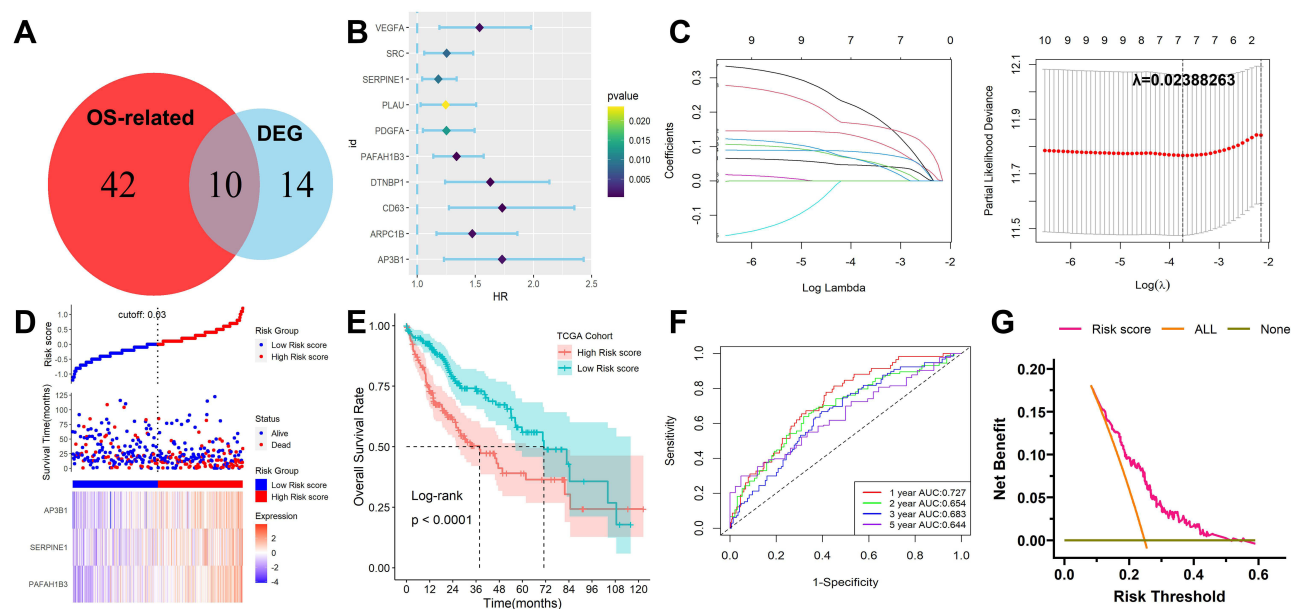 A
OS-related
DEG
42
10
14
B
VEGFA
SRC
SERPINE1
PLAU
PDGFA
PAFAH1B3
DTNBP1
CD63
ARPC1B
AP3B1
id
1.0
1.5
2.0
2.5
HR
pvalue
0.020
0.015
0.010
0.005
C
9 9 7 7 0
0.3
0.2
0.1
0.0
-0.1
Coefficients
-6 -5 -4 -3 -2
Log Lambda
10 9 9 9 9 8 7 7 7 7 6 2
λ=0.02388263
12.1
11.9
11.8
11.5
Partial Likelihood Deviance
-6 -5 -4 -3 -2
Log(λ)
D
cutoff: 0.03
1.0
0.5
0.0
-0.5
-1.0
Risk score
Risk Group
Low Risk score
High Risk score
125
100
75
50
25
0
Survival Time(months)
Status
Alive
Dead
Risk Group
Low Risk score
High Risk score
AP3B1
SERPINE1
PAFAH1B3
Expression
2
0
-2
-4
E
1.00
0.75
0.50
0.25
0.00
Overall Survival Rate
TCGA Cohort
High Risk score
Low Risk score
Log-rank
p < 0.0001
0 12 24 36 48 60 72 84 96 108 120
Time(months)
F
1.0
0.8
0.6
0.4
0.2
0.0
Sensitivity
1 year AUC:0.727
2 year AUC:0.654
3 year AUC:0.683
5 year AUC:0.644
0.0 0.2 0.4 0.6 0.8 1.0
1-Specificity
G
Risk score
ALL
None
0.20
0.15
0.10
0.05
0.00
Net Benefit
0.0 0.2 0.4 0.6
Risk Threshold